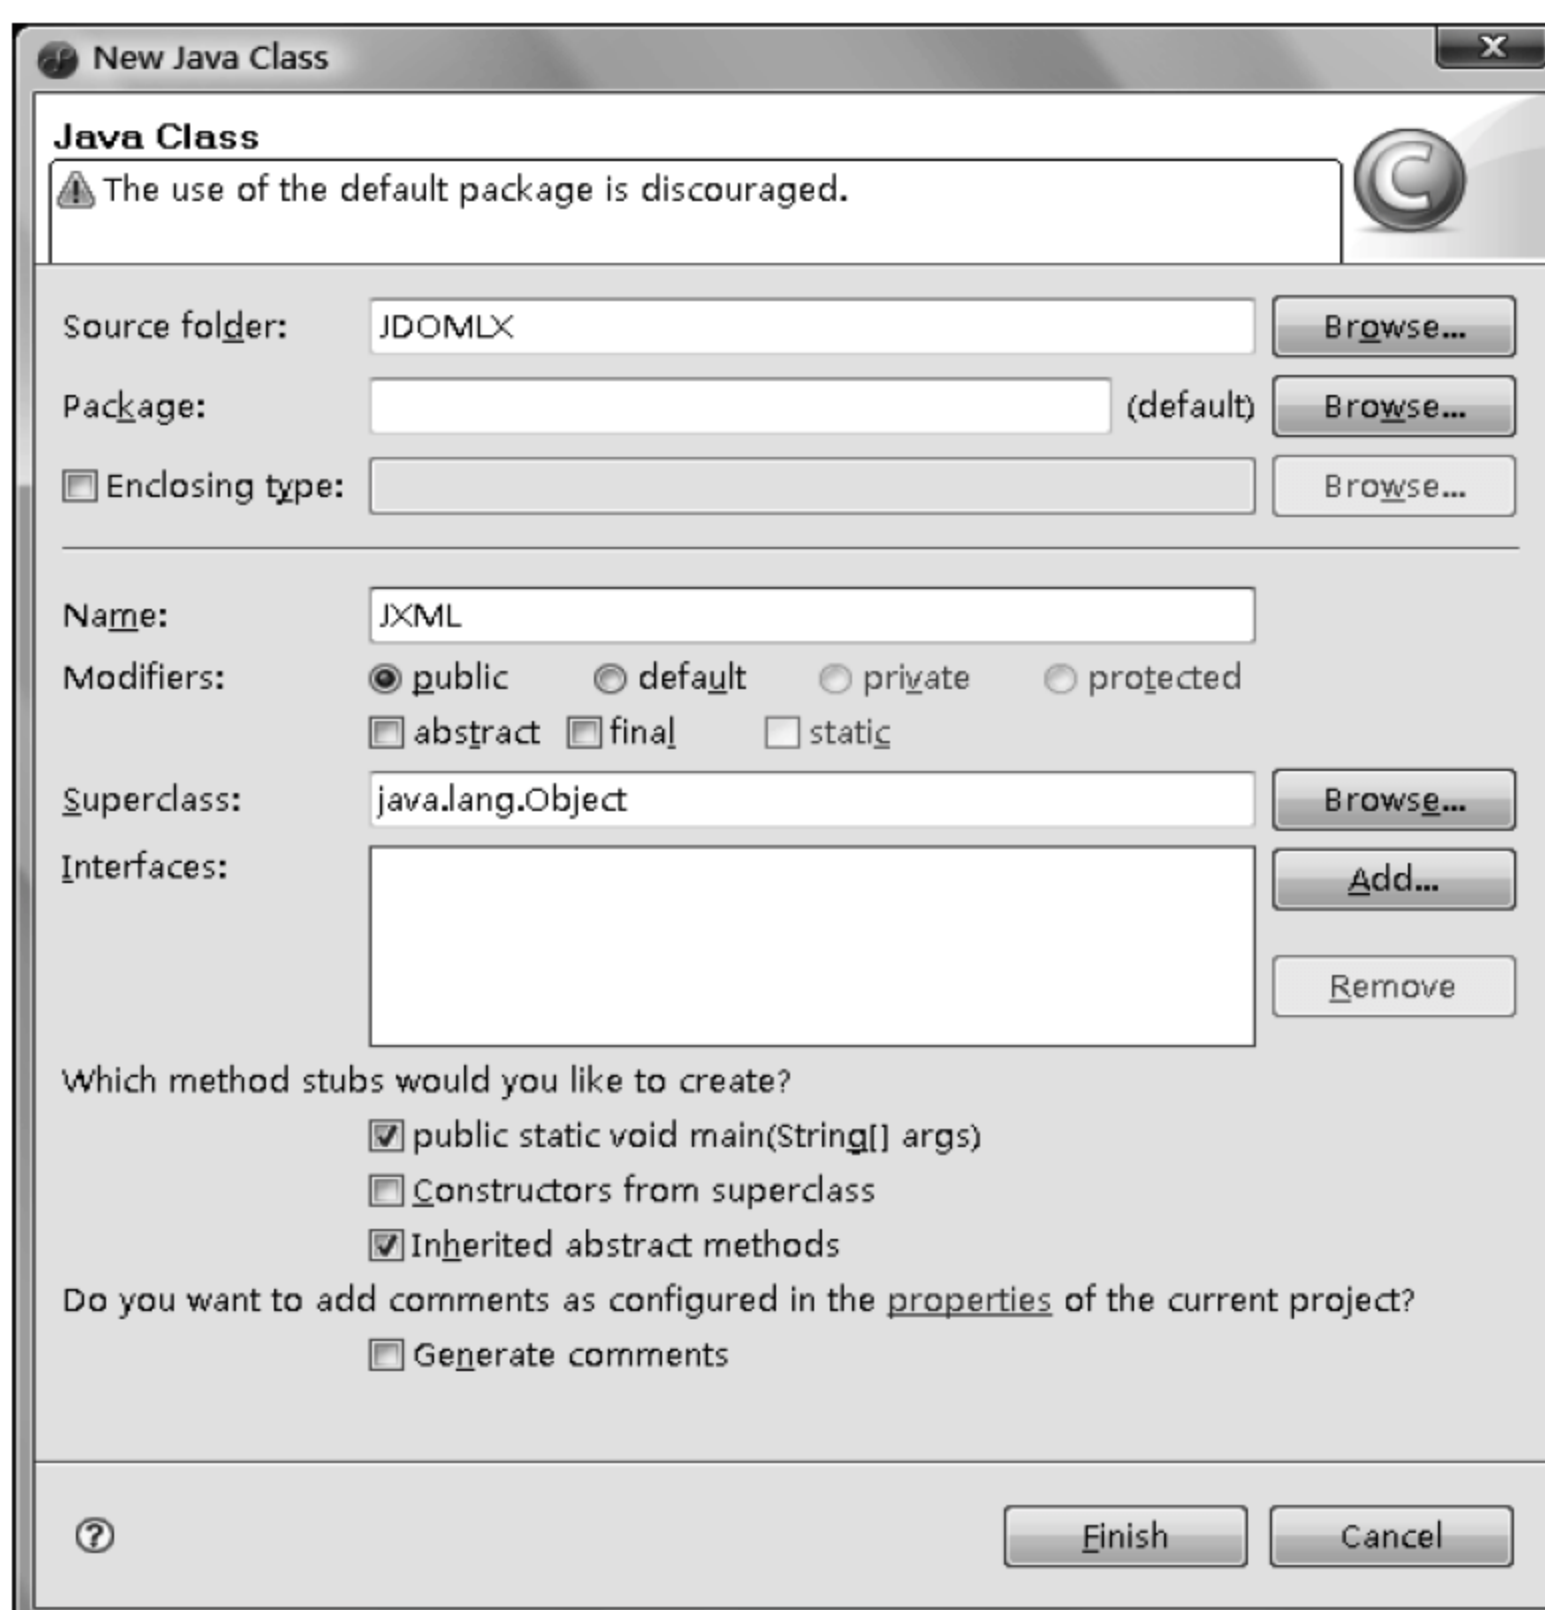 New Java Class
Java Class
The use of the default package is discouraged.
Source folder: JDOMLX Browse...
Package: (default) Browse...
Enclosing type: Browse...
Name: JXML
Modifiers: public default private protected
abstract final static
Superclass: java.lang.Object Browse...
Interfaces: Add...
Remove
Which method stubs would you like to create?
public static void main(String[] args)
Constructors from superclass
Inherited abstract methods
Do you want to add comments as configured in the properties of the current project?
Generate comments
Finish Cancel